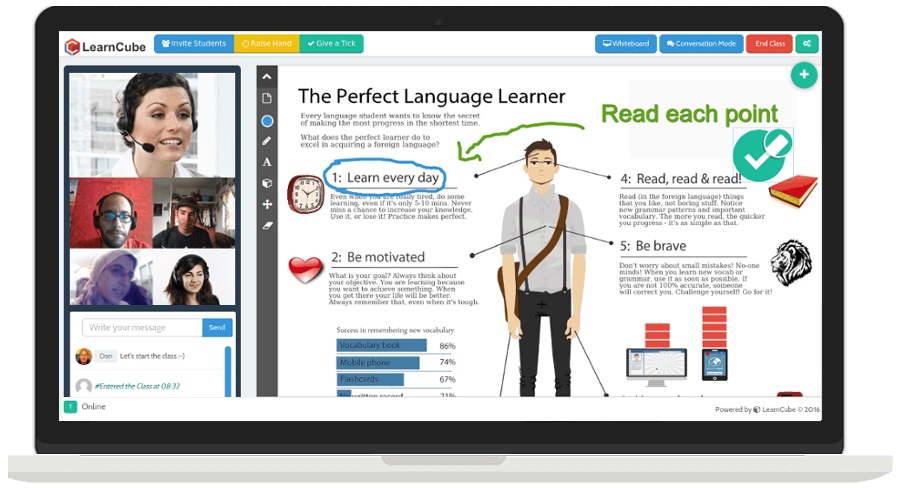 LearnCube
Invite Students
Raise Hand
Give a Tick
Whiteboard
Conversation Mode
End Class
The Perfect Language Learner
Every language student wants to know the secret
of making the most progress in the shortest time.
What does the perfect learner do to
excel in acquiring a foreign language?
Read each point
1: Learn every day
Even when you are really tired, do some
learning, even if it's only 5-10 mins. Never
miss a chance to increase your knowledge.
Use it, or lose it! Practice makes perfect.
2: Be motivated
What is your goal? Always think about
your objective. You are learning because
you want to achieve something. When
you get there your life will be better.
Always remember that, even when it's tough.
Success in remembering new vocabulary
Vocabulary book 86%
Mobile phone 74%
Flashcards 67%
No written record 21%
4: Read, read & read!
Read (in the foreign language) things
that you like, not boring stuff. Notice
new grammar patterns and important
vocabulary. The more you read, the quicker
you progress - it's as simple as that.
5: Be brave
Don't worry about small mistakes! No-one
minds! When you learn new vocab or
grammar, use it as soon as possible. If
you are not 100% accurate, someone
will correct you. Challenge yourself! Go for it!
Write your message
Send
Dan Let's start the class :-)
#Entered the Class at 08:32
1 Online
Powered by LearnCube © 2016